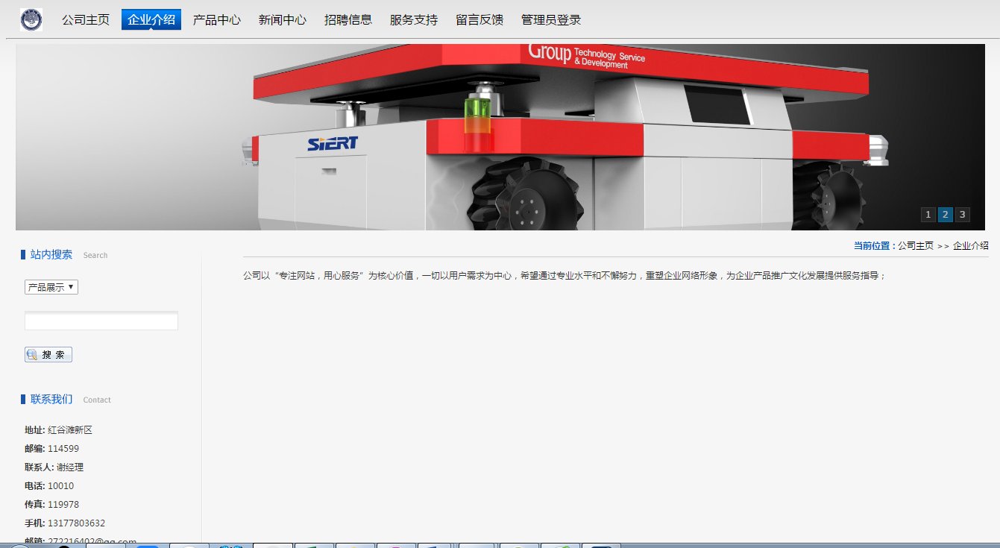 公司主页 企业介绍 产品中心 新闻中心 招聘信息 服务支持 留言反馈 管理员登录
Group Technology Service
& Development
SIERT
1 2 3
当前位置：公司主页 >> 企业介绍
站内搜索 Search
产品展示
公司以“专注网站，用心服务”为核心价值，一切以用户需求为中心，希望通过专业水平和不懈努力，重塑企业网络形象，为企业产品推广文化发展提供服务指导；
搜 索
联系我们 Contact
地址: 红谷滩新区
邮编: 114599
联系人: 谢经理
电话: 10010
传真: 119978
手机: 13177803632
邮箱: 272216402@qq.com